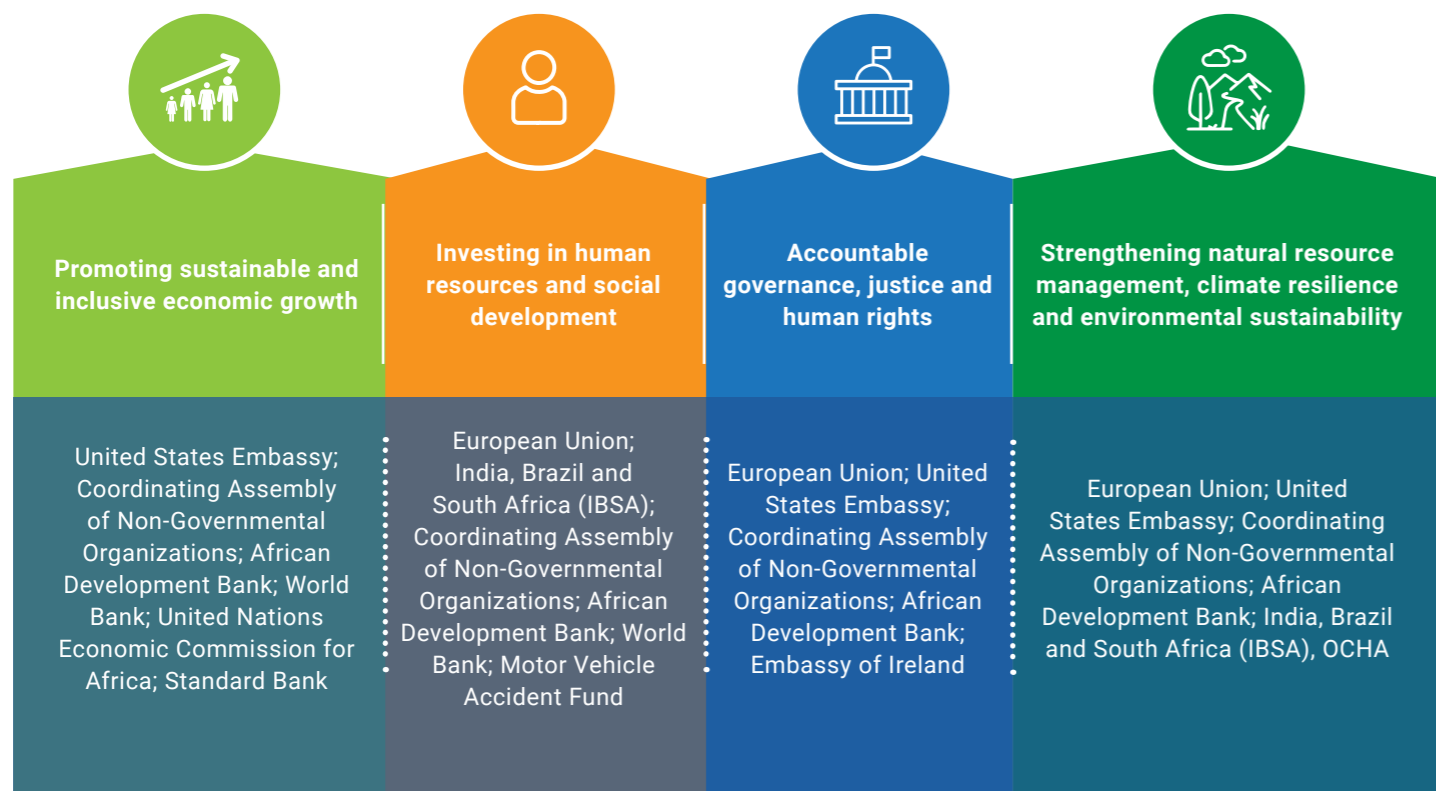 Promoting sustainable and
inclusive economic growth
United States Embassy;
Coordinating Assembly
of Non-Governmental
Organizations; African
Development Bank; World
Bank; United Nations
Economic Commission for
Africa; Standard Bank
Investing in human
resources and social
development
European Union;
India, Brazil and
South Africa (IBSA);
Coordinating Assembly
of Non-Governmental
Organizations; African
Development Bank; World
Bank; Motor Vehicle
Accident Fund
Accountable
governance, justice and
human rights
European Union; United
States Embassy;
Coordinating Assembly
of Non-Governmental
Organizations; African
Development Bank;
Embassy of Ireland
Strengthening natural resource
management, climate resilience
and environmental sustainability
European Union; United
States Embassy; Coordinating
Assembly of Non-Governmental
Organizations; African
Development Bank; India, Brazil
and South Africa (IBSA), OCHA